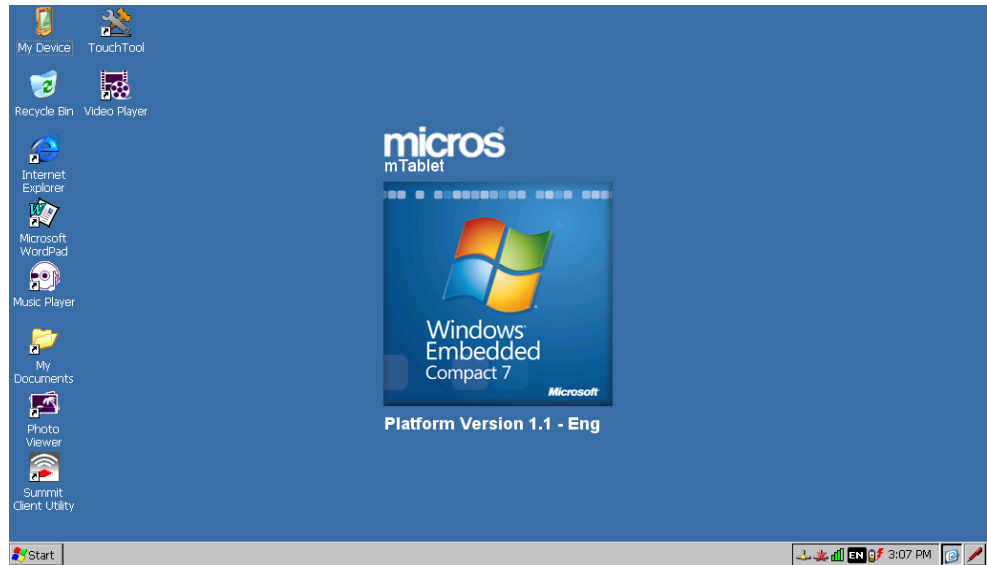 My Device
TouchTool
Recycle Bin
Video Player
Internet
Explorer
Microsoft
WordPad
Music Player
My
Documents
Photo
Viewer
Summit
Client Utility
micros
mTablet
Windows
Embedded
Compact 7
Microsoft
Platform Version 1.1 - Eng
Start
EN
3:07 PM